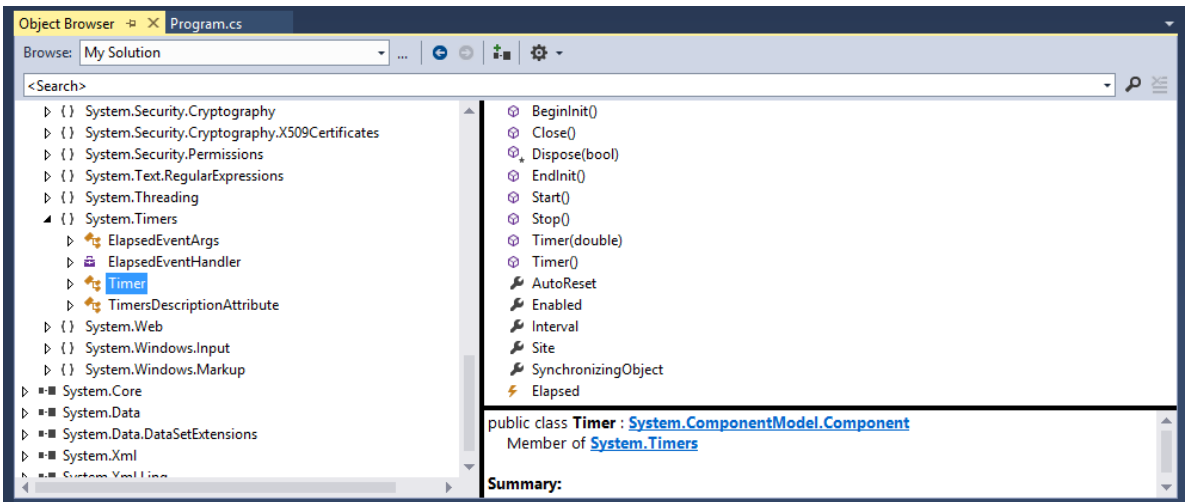 Object Browser Program.cs
Browse: My Solution ...
<Search>
{ } System.Security.Cryptography
{ } System.Security.Cryptography.X509Certificates
{ } System.Security.Permissions
{ } System.Text.RegularExpressions
{ } System.Threading
{ } System.Timers
ElapsedEventArgs
ElapsedEventHandler
Timer
TimersDescriptionAttribute
{ } System.Web
{ } System.Windows.Input
{ } System.Windows.Markup
System.Core
System.Data
System.Data.DataSetExtensions
System.Xml
BeginInit()
Close()
Dispose(bool)
EndInit()
Start()
Stop()
Timer(double)
Timer()
AutoReset
Enabled
Interval
Site
SynchronizingObject
Elapsed
public class Timer : System.ComponentModel.Component
Member of System.Timers
Summary: